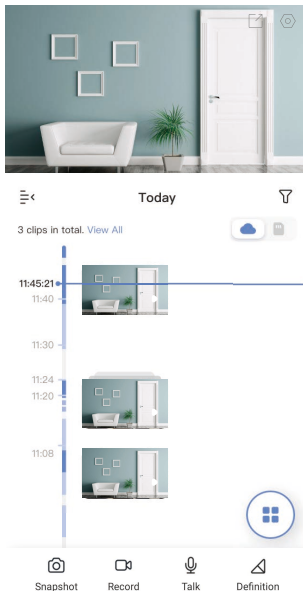 Today
3 clips in total. View All
11:45:21
11:40
11:30
11:24
11:20
11:08
Snapshot Record Talk Definition